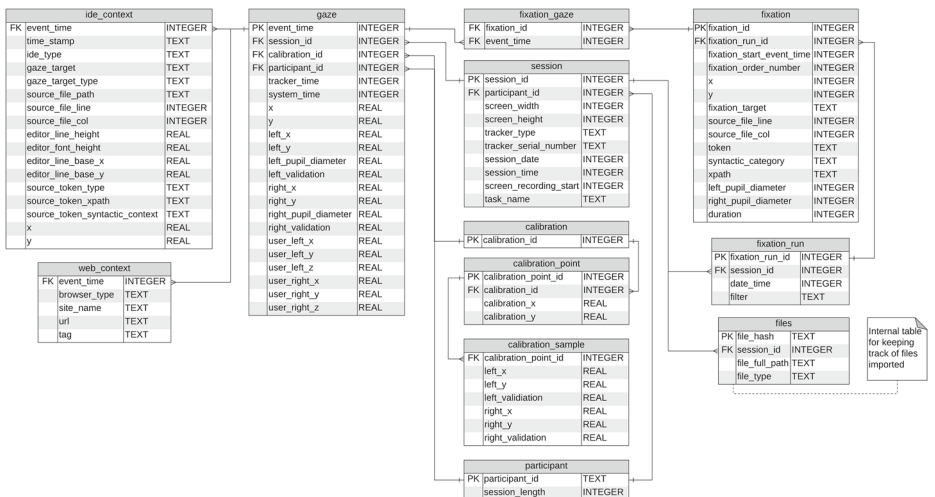 ide_context
FK event_time INTEGER
time_stamp TEXT
ide_type TEXT
gaze_target TEXT
gaze_target_type TEXT
source_file_path TEXT
source_file_line INTEGER
source_file_col INTEGER
editor_line_height REAL
editor_font_height REAL
editor_line_base_x REAL
editor_line_base_y REAL
source_token_type TEXT
source_token_xpath TEXT
source_token_syntactic_context TEXT
x REAL
y REAL
web_context
FK event_time INTEGER
browser_type TEXT
site_name TEXT
url TEXT
tag TEXT
gaze
PK event_time INTEGER
FK session_id INTEGER
FK calibration_id INTEGER
FK participant_id INTEGER
tracker_time INTEGER
system_time INTEGER
x REAL
y REAL
left_x REAL
left_y REAL
left_pupil_diameter REAL
left_validation REAL
right_x REAL
right_y REAL
right_pupil_diameter REAL
right_validation REAL
user_left_x REAL
user_left_y REAL
user_left_z REAL
user_right_x REAL
user_right_y REAL
user_right_z REAL
fixation_gaze
FK fixation_id INTEGER
FK event_time INTEGER
session
PK session_id INTEGER
FK participant_id INTEGER
screen_width INTEGER
screen_height INTEGER
tracker_type TEXT
tracker_serial_number TEXT
session_date INTEGER
session_time INTEGER
screen_recording_start INTEGER
task_name TEXT
calibration
PK calibration_id INTEGER
calibration_point
PK calibration_point_id INTEGER
FK calibration_id INTEGER
calibration_x REAL
calibration_y REAL
calibration_sample
FK calibration_point_id INTEGER
left_x REAL
left_y REAL
left_validiation REAL
right_x REAL
right_y REAL
right_validation REAL
participant
PK participant_id TEXT
session_length INTEGER
fixation
PK fixation_id INTEGER
FK fixation_run_id INTEGER
fixation_start_event_time INTEGER
fixation_order_number INTEGER
x INTEGER
y INTEGER
fixation_target TEXT
source_file_line INTEGER
source_file_col INTEGER
token TEXT
syntactic_category TEXT
xpath TEXT
left_pupil_diameter INTEGER
right_pupil_diameter INTEGER
duration INTEGER
fixation_run
PK fixation_run_id INTEGER
FK session_id INTEGER
date_time INTEGER
filter TEXT
files
PK file_hash TEXT
FK session_id INTEGER
file_full_path TEXT
file_type TEXT
Internal table
for keeping
track of files
imported